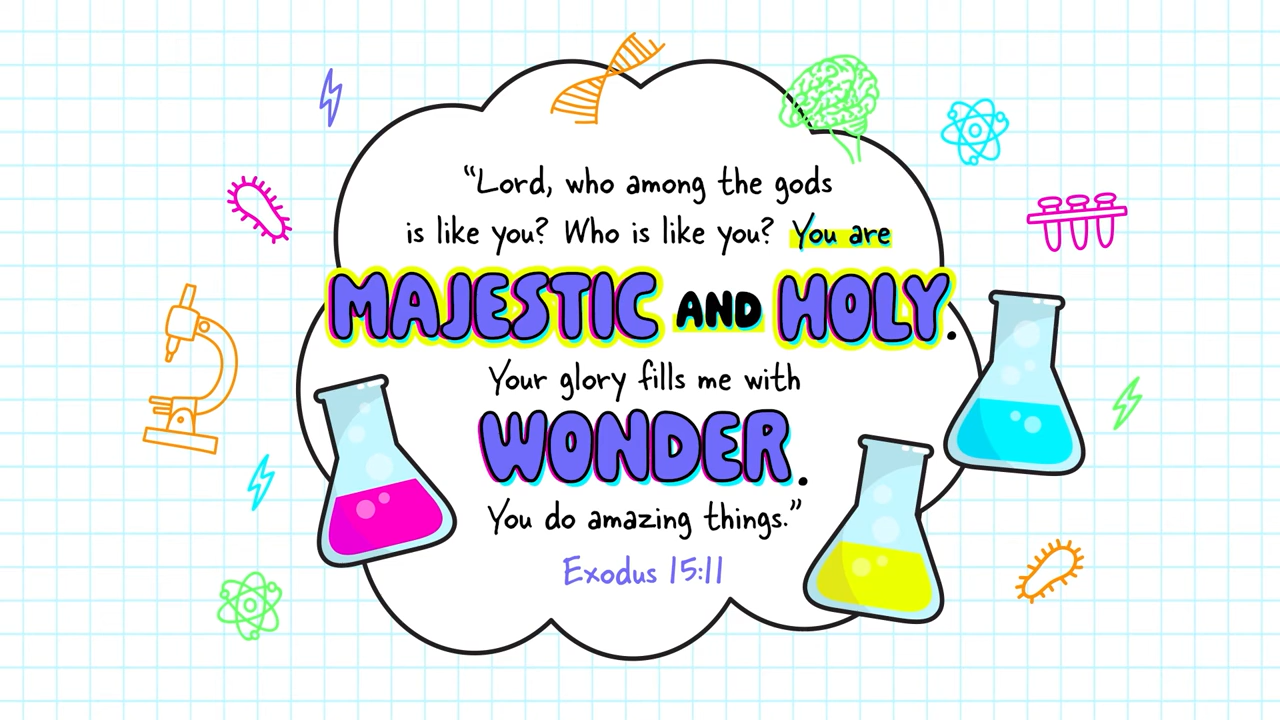 “Lord, who among the gods
is like you? Who is like you? You are
MAJESTIC AND HOLY.
Your glory fills me with
WONDER.
You do amazing things.”
Exodus 15:11